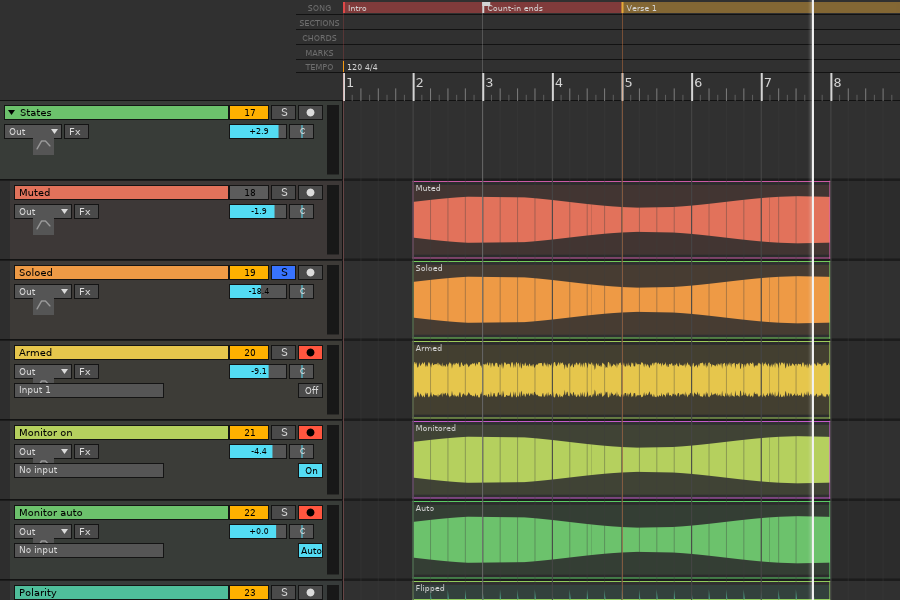 SONG Intro Count-in ends Verse 1
SECTIONS
CHORDS
MARKS
TEMPO 120 4/4
1 2 3 4 5 6 7 8
States 17 S
Out Fx +2.9 C
Muted 18 S Muted
Out Fx -1.9 C
Soloed 19 S Soloed
Out Fx -18.4 C
Armed 20 S Armed
Out Fx -9.1 C
Input 1 Off
Monitor on 21 S Monitored
Out Fx -4.4 C
No input On
Monitor auto 22 S Auto
Out Fx +0.0 C
No input Auto
Polarity 23 S Flipped